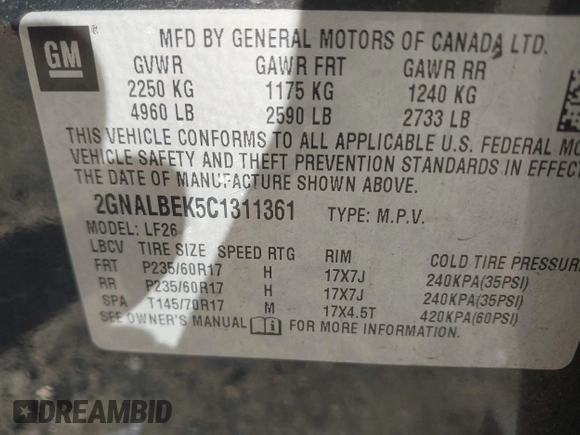 GM
MFD BY GENERAL MOTORS OF CANADA LTD.
GVWR GAWR FRT GAWR RR
2250 KG 1175 KG 1240 KG
4960 LB 2590 LB 2733 LB
THIS VEHICLE CONFORMS TO ALL APPLICABLE U.S. FEDERAL MO
VEHICLE SAFETY AND THEFT PREVENTION STANDARDS IN EFFEC
THE DATE OF MANUFACTURE SHOWN ABOVE.
2GNALBEK5C1311361 TYPE: M.P.V.
MODEL: LF26
LBCV TIRE SIZE SPEED RTG RIM COLD TIRE PRESSUR
FRT P235/60R17 H 17X7J 240KPA(35PSI)
RR P235/60R17 H 17X7J 240KPA(35PSI)
SPA T145/70R17 M 17X4.5T 420KPA(60PSI)
SEE OWNER'S MANUAL FOR MORE INFORMATION.
DREAMBID